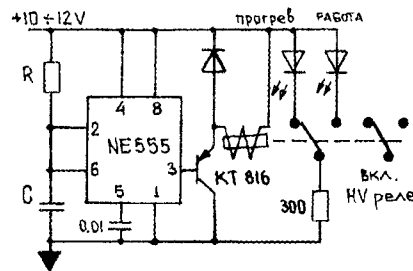 +10÷12V
прогрев
РАБОТА
R
4
8
2
NE555
6
3
C
5
1
КТ 816
0.01
300
вкл.
HV реле